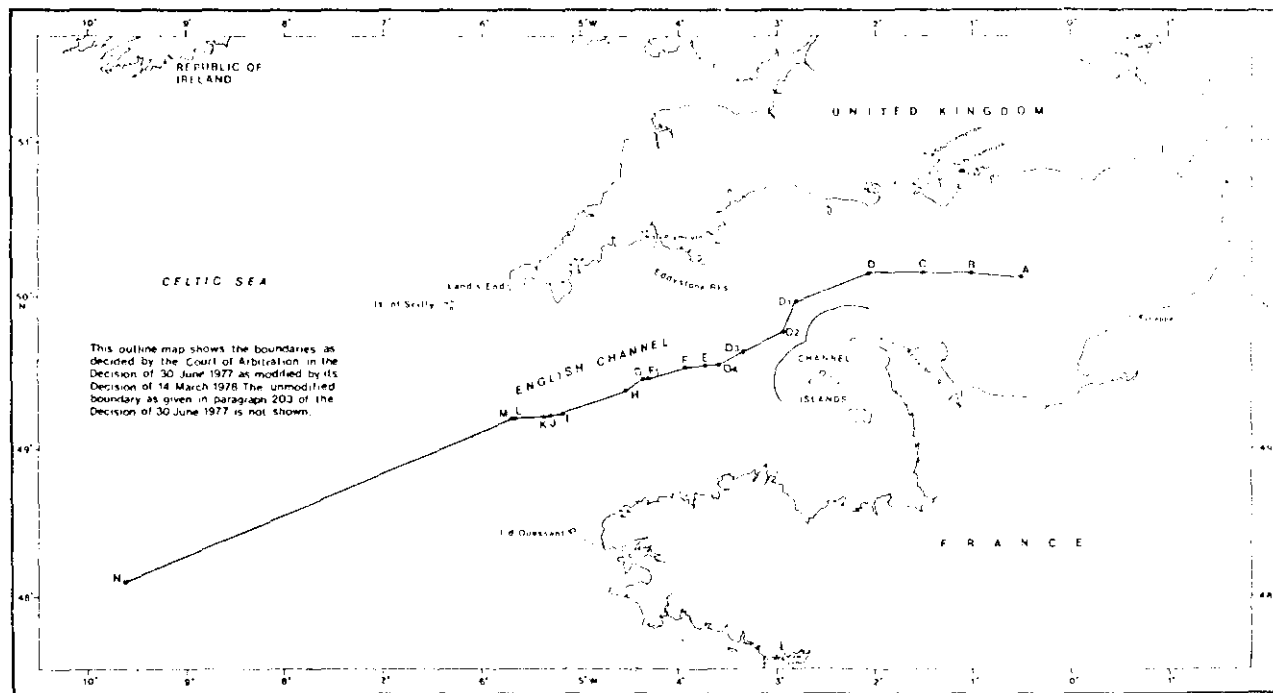 10° 9° 8° 7° 6° 5°W 4° 3° 2° 1° 0° 1°
REPUBLIC OF
IRELAND
UNITED KINGDOM
51°
CELTIC SEA
Land's End
Is. of Scilly
Eddystone Rks
D C B A
50°
N
D1
D2
ENGLISH CHANNEL
D3
D4
G F1 F E
H
CHANNEL
ISLANDS
This outline map shows the boundaries as
decided by the Court of Arbitration in the
Decision of 30 June 1977 as modified by its
Decision of 14 March 1978 The unmodified
boundary as given in paragraph 203 of the
Decision of 30 June 1977 is not shown.
M L
K J I
49
I d'Ouessant
FRANCE
N
48° 48
10° 9° 8° 7° 6° 5°W 4° 3° 2° 1° 0° 1°